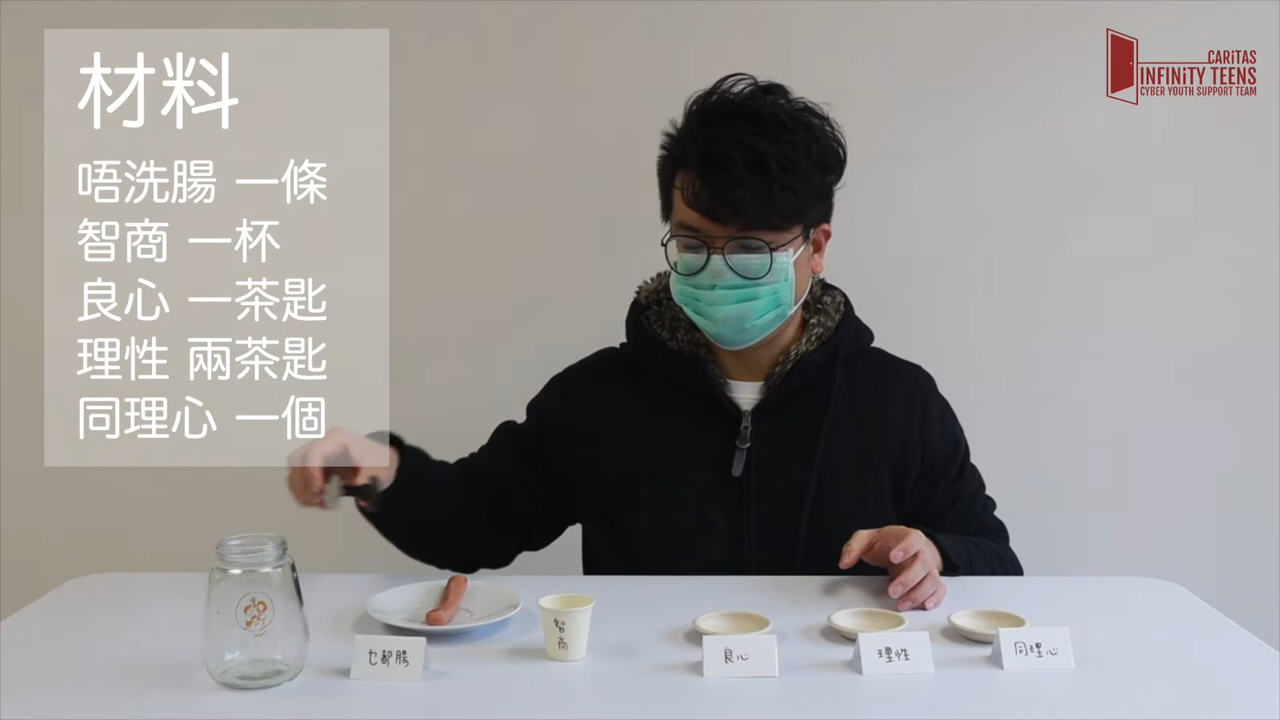 材料
唔洗腸 一條
智商 一杯
良心 一茶匙
理性 兩茶匙
同理心 一個
CARiTAS
INFINiTY TEENS
CYBER YOUTH SUPPORT TEAM
智商
乜都腸
良心
理性
同理心